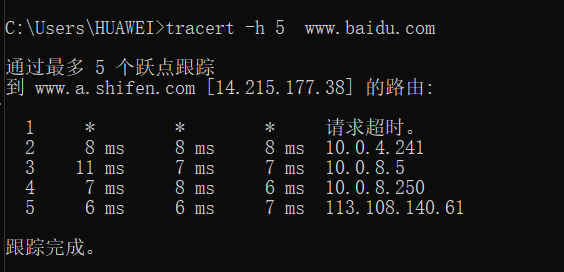 C:\Users\HUAWEI>tracert -h 5  www.baidu.com
通过最多 5 个跃点跟踪
到 www.a.shifen.com [14.215.177.38] 的路由:
1     *        *        *     请求超时。
2     8 ms     8 ms     8 ms  10.0.4.241
3    11 ms     7 ms     7 ms  10.0.8.5
4     7 ms     8 ms     6 ms  10.0.8.250
5     6 ms     6 ms     7 ms  113.108.140.61
跟踪完成。